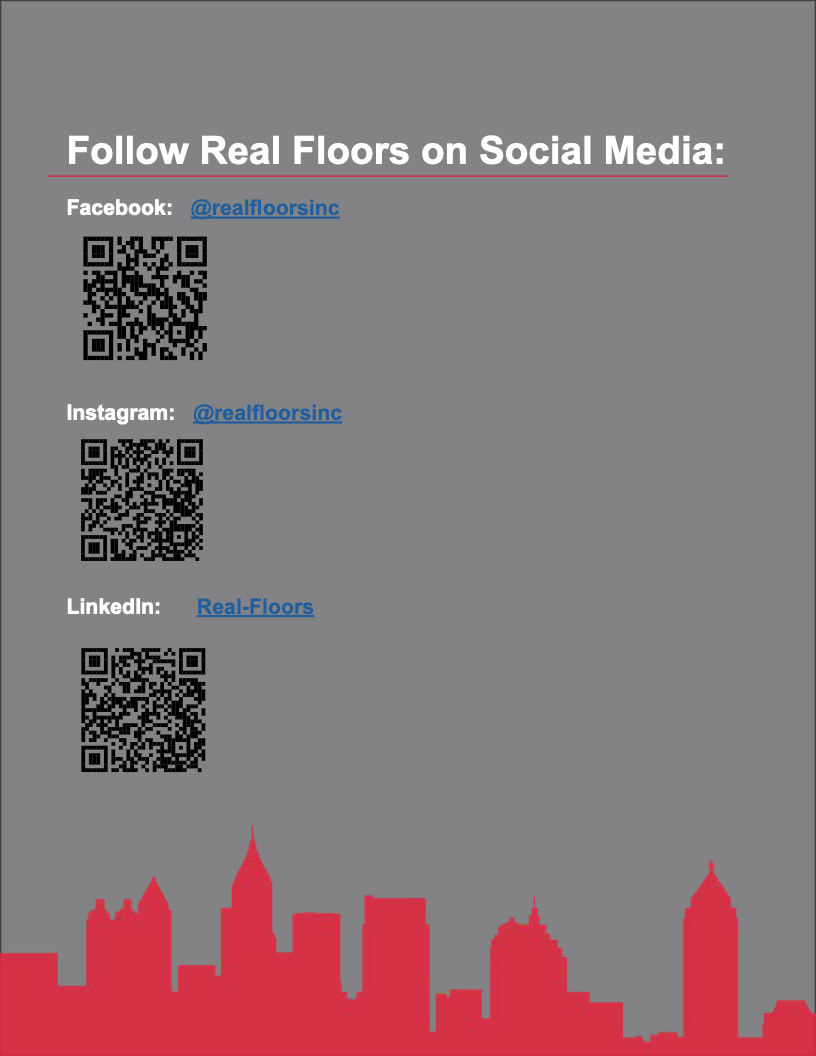 Follow Real Floors on Social Media:
Facebook: @realfloorsinc
Instagram: @realfloorsinc
LinkedIn: Real-Floors